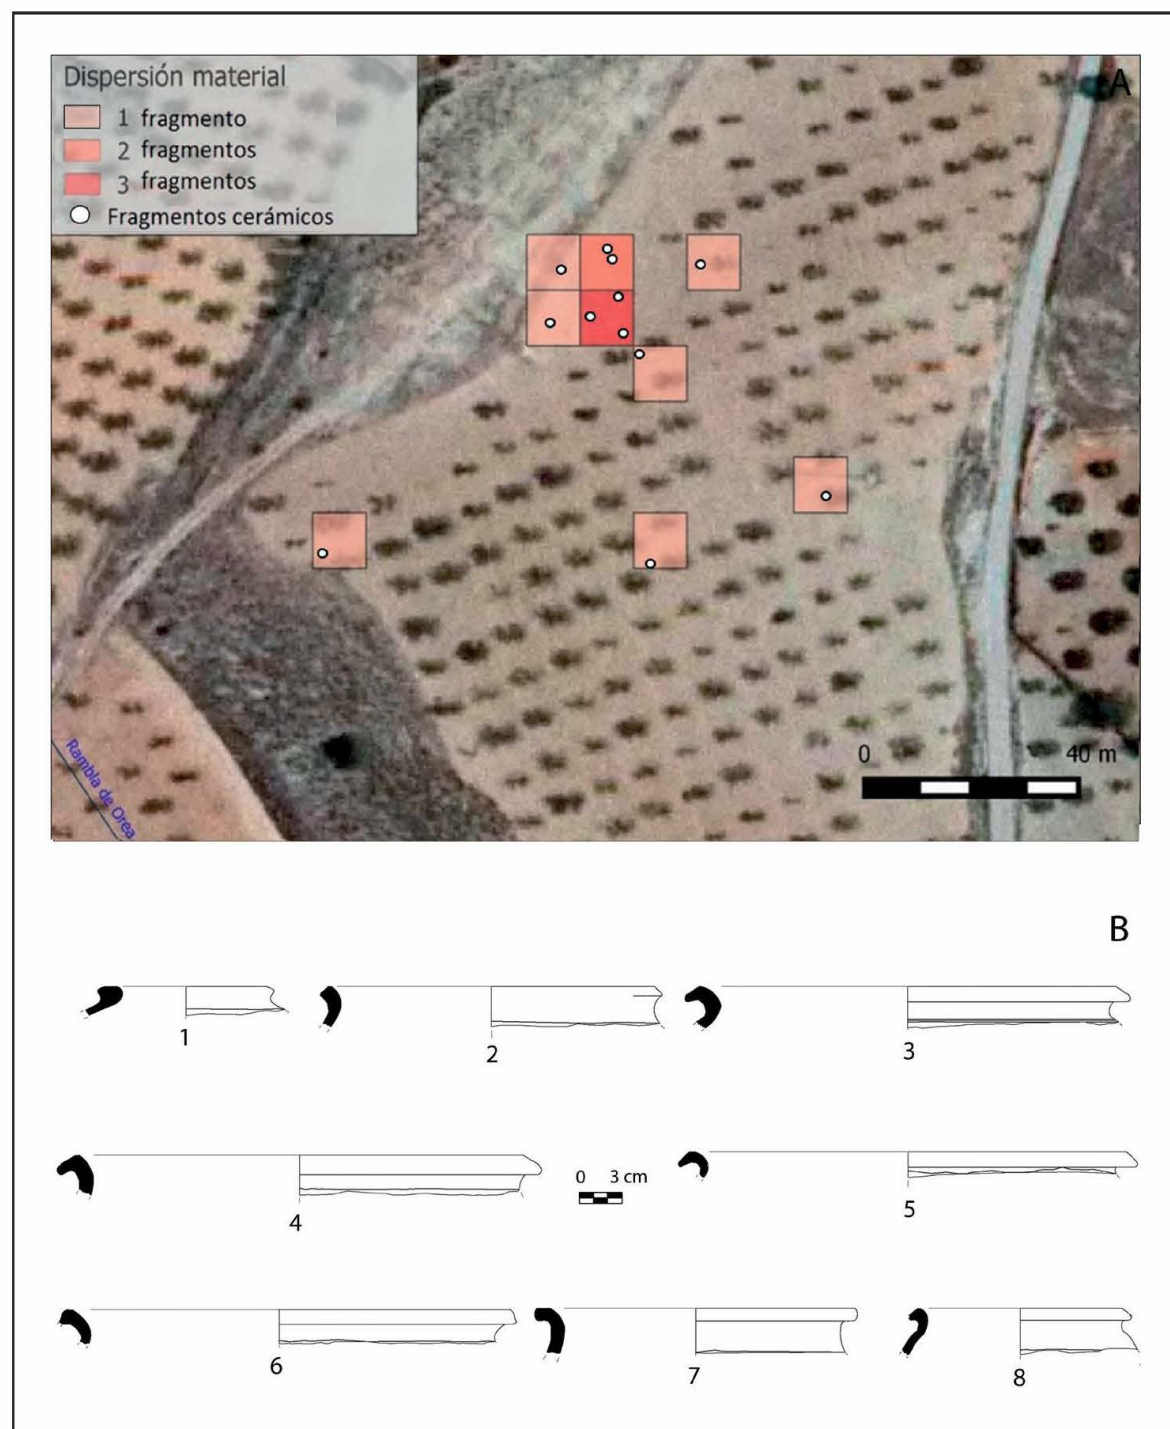 Dispersión material
1 fragmento
2 fragmentos
3 fragmentos
Fragmentos cerámicos
A
Rambla de Orea
0 40 m
B
1
2
3
4
0 3 cm
5
6
7
8